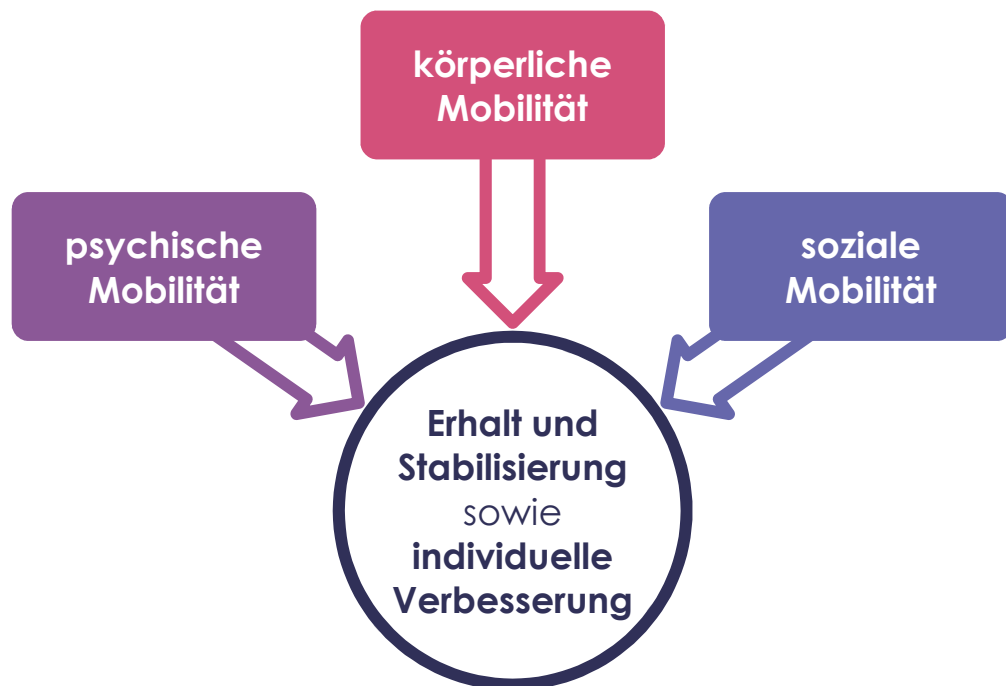 körperliche
Mobilität
psychische
Mobilität
soziale
Mobilität
Erhalt und
Stabilisierung
sowie
individuelle
Verbesserung